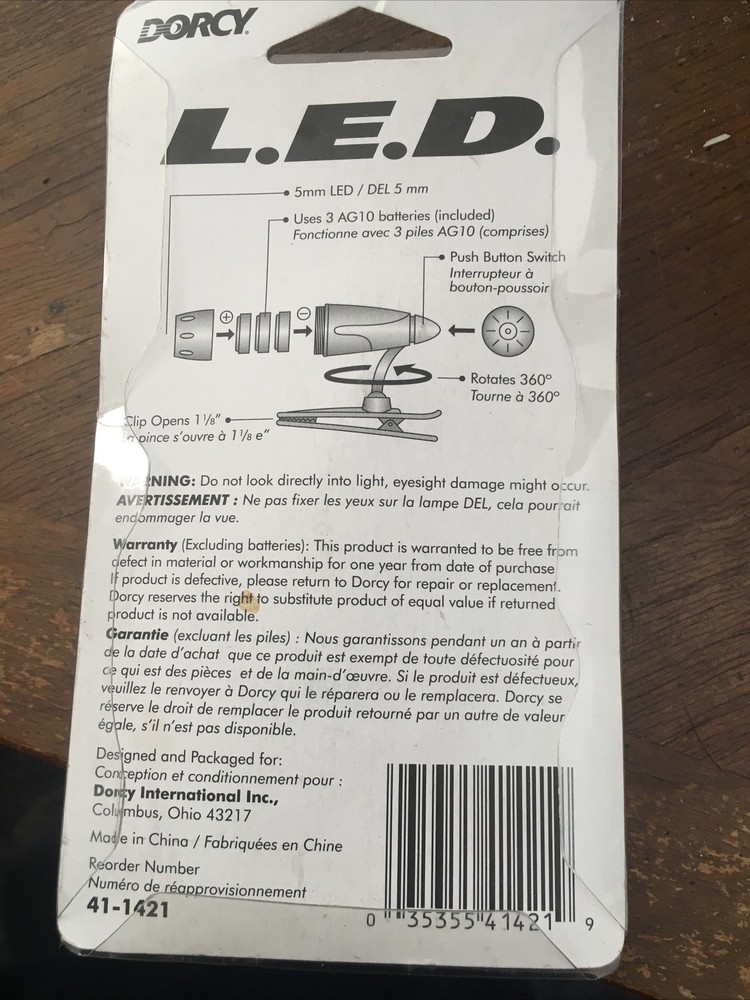 DORCY®
L.E.D.
5mm LED / DEL 5 mm
Uses 3 AG10 batteries (included)
Fonctionne avec 3 piles AG10 (comprises)
Push Button Switch
Interrupteur à
bouton-poussoir
+ −
Rotates 360°
Tourne à 360°
Clip Opens 1⅛"
La pince s'ouvre à 1⅛ e"
WARNING: Do not look directly into light, eyesight damage might occur.
AVERTISSEMENT : Ne pas fixer les yeux sur la lampe DEL, cela pourrait
endommager la vue.
Warranty (Excluding batteries): This product is warranted to be free from
defect in material or workmanship for one year from date of purchase
If product is defective, please return to Dorcy for repair or replacement.
Dorcy reserves the right to substitute product of equal value if returned
product is not available.
Garantie (excluant les piles) : Nous garantissons pendant un an à partir
de la date d'achat que ce produit est exempt de toute défectuosité pour
ce qui est des pièces et de la main-d'œuvre. Si le produit est défectueux,
veuillez le renvoyer à Dorcy qui le réparera ou le remplacera. Dorcy se
réserve le droit de remplacer le produit retourné par un autre de valeur
égale, s'il n'est pas disponible.
Designed and Packaged for:
Conception et conditionnement pour :
Dorcy International Inc.,
Columbus, Ohio 43217
Made in China / Fabriquées en Chine
Reorder Number
Numéro de réapprovisionnement
41-1421
0 35355 41421 9